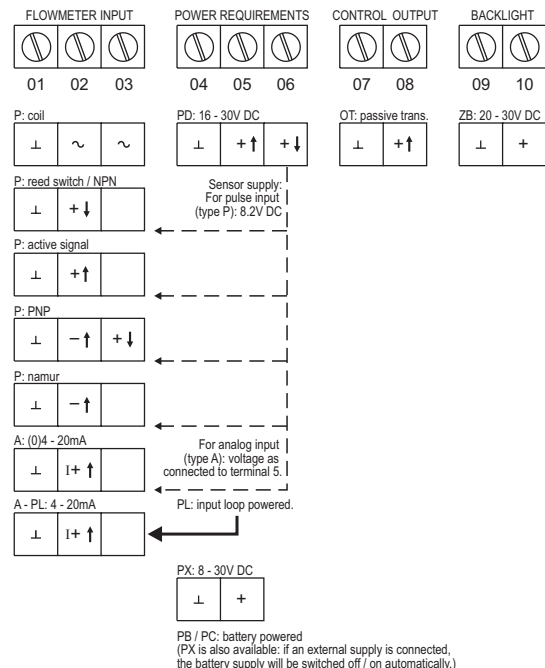 FLOWMETER INPUT
POWER REQUIREMENTS
CONTROL OUTPUT
BACKLIGHT
01 02 03
04 05 06
07 08
09 10
P: coil
⊥ ~ ~
PD: 16 - 30V DC
⊥ +↑ +↓
OT: passive trans.
⊥ +↑
ZB: 20 - 30V DC
⊥ +
P: reed switch / NPN
⊥ +↓
Sensor supply:
For pulse input
(type P): 8.2V DC
P: active signal
⊥ +↑
P: PNP
⊥ −↑ +↓
P: namur
⊥ −↑
A: (0)4 - 20mA
⊥ I+ ↑
For analog input
(type A): voltage as
connected to terminal 5.
A - PL: 4 - 20mA
⊥ I+ ↑
PL: input loop powered.
PX: 8 - 30V DC
⊥ +
PB / PC: battery powered
(PX is also available: if an external supply is connected,
the battery supply will be switched off / on automatically.)